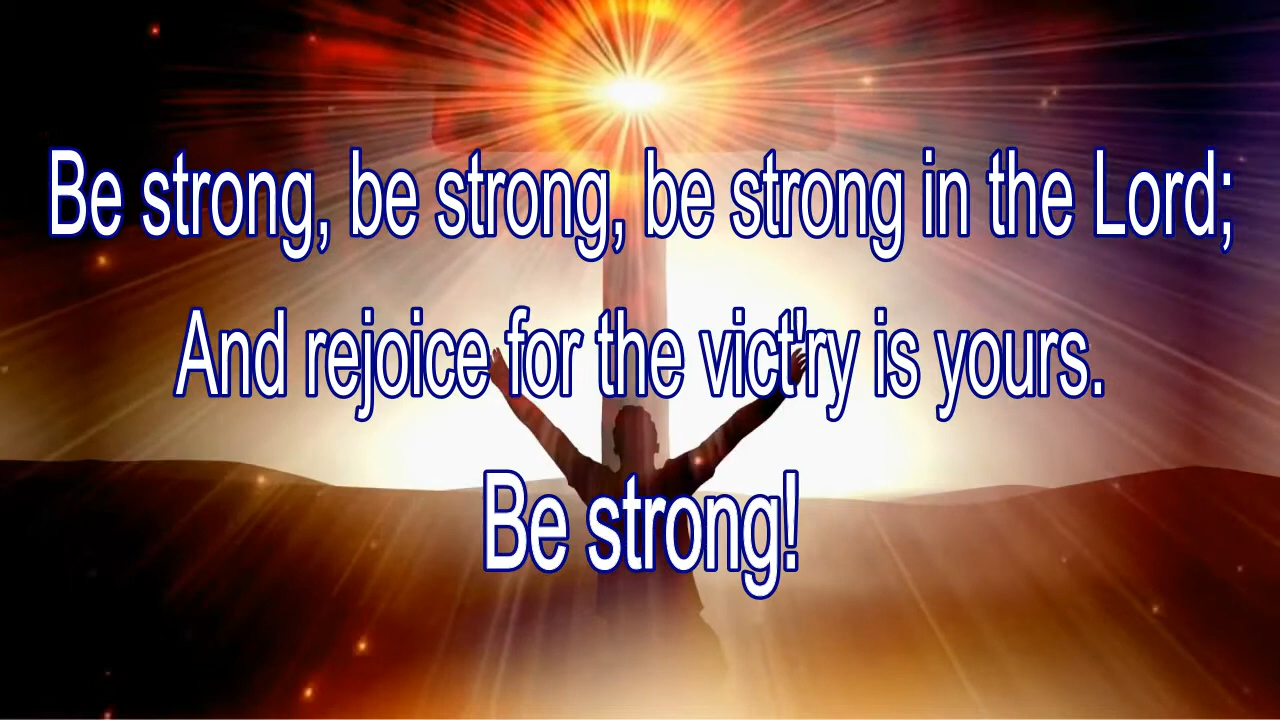 Be strong, be strong, be strong in the Lord;
And rejoice for the vict'ry is yours.
Be strong!